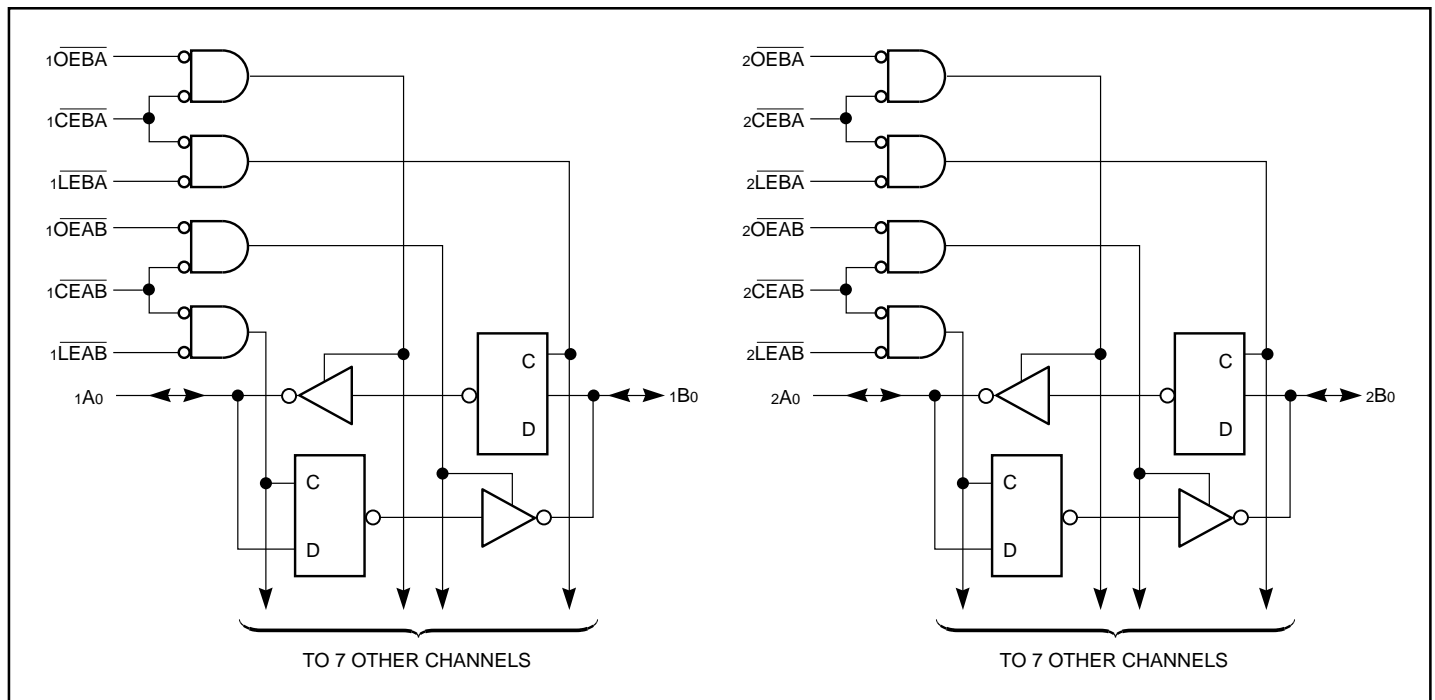 1OEBA
1CEBA
1LEBA
1OEAB
1CEAB
1LEAB
1A0
C
D
1B0
C
D
TO 7 OTHER CHANNELS
2OEBA
2CEBA
2LEBA
2OEAB
2CEAB
2LEAB
2A0
C
D
2B0
C
D
TO 7 OTHER CHANNELS